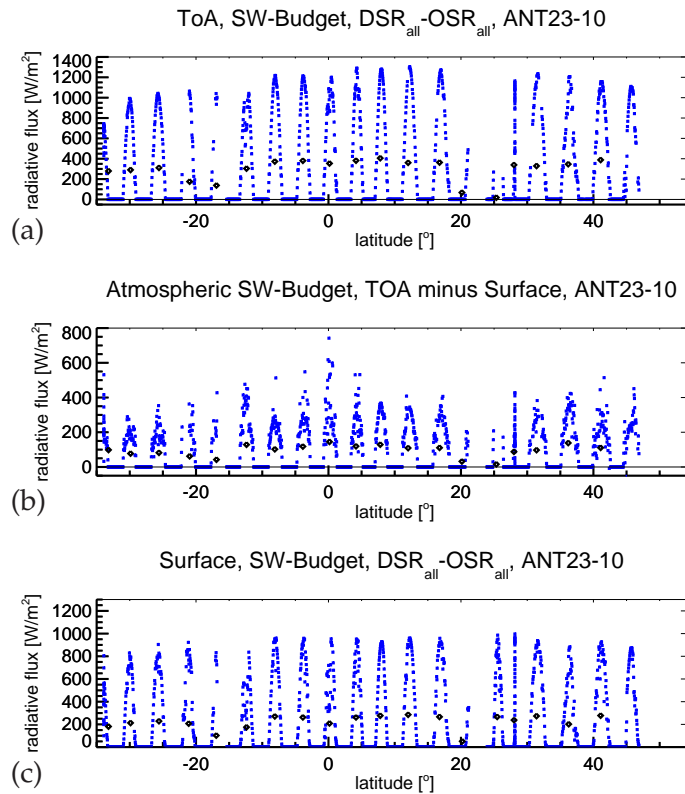 ToA, SW-Budget, DSR_all-OSR_all, ANT23-10
radiative flux [W/m²]
1400
1200
1000
800
600
400
200
0
-20 0 20 40
latitude [°]
(a)
Atmospheric SW-Budget, TOA minus Surface, ANT23-10
radiative flux [W/m²]
800
600
400
200
0
-20 0 20 40
latitude [°]
(b)
Surface, SW-Budget, DSR_all-OSR_all, ANT23-10
radiative flux [W/m²]
1200
1000
800
600
400
200
0
-20 0 20 40
latitude [°]
(c)